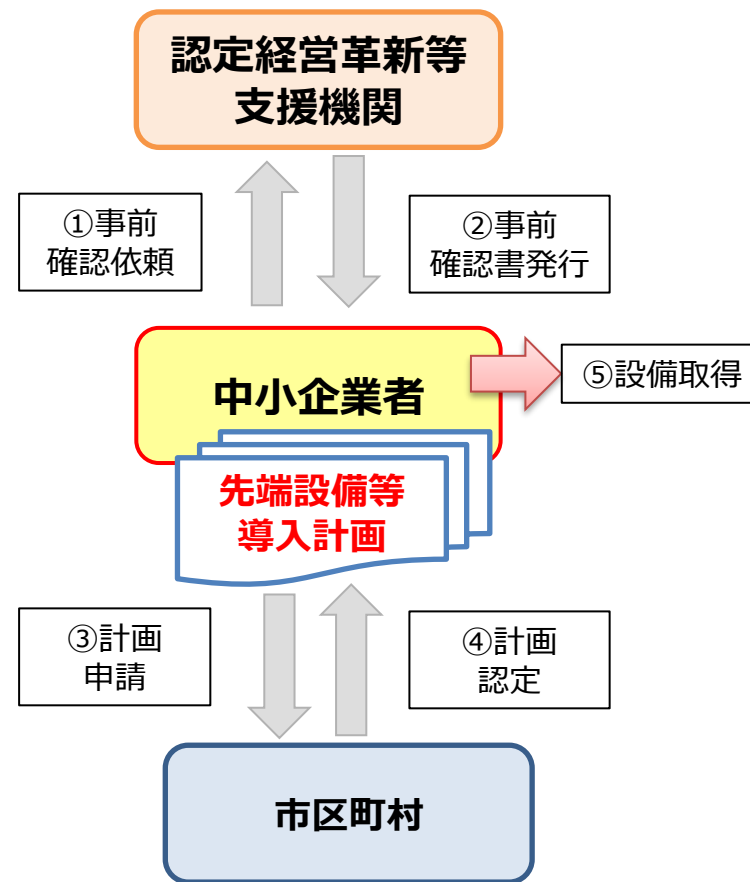 認定経営革新等
支援機関
①事前
確認依頼
②事前
確認書発行
中小企業者
⑤設備取得
先端設備等
導入計画
③計画
申請
④計画
認定
市区町村